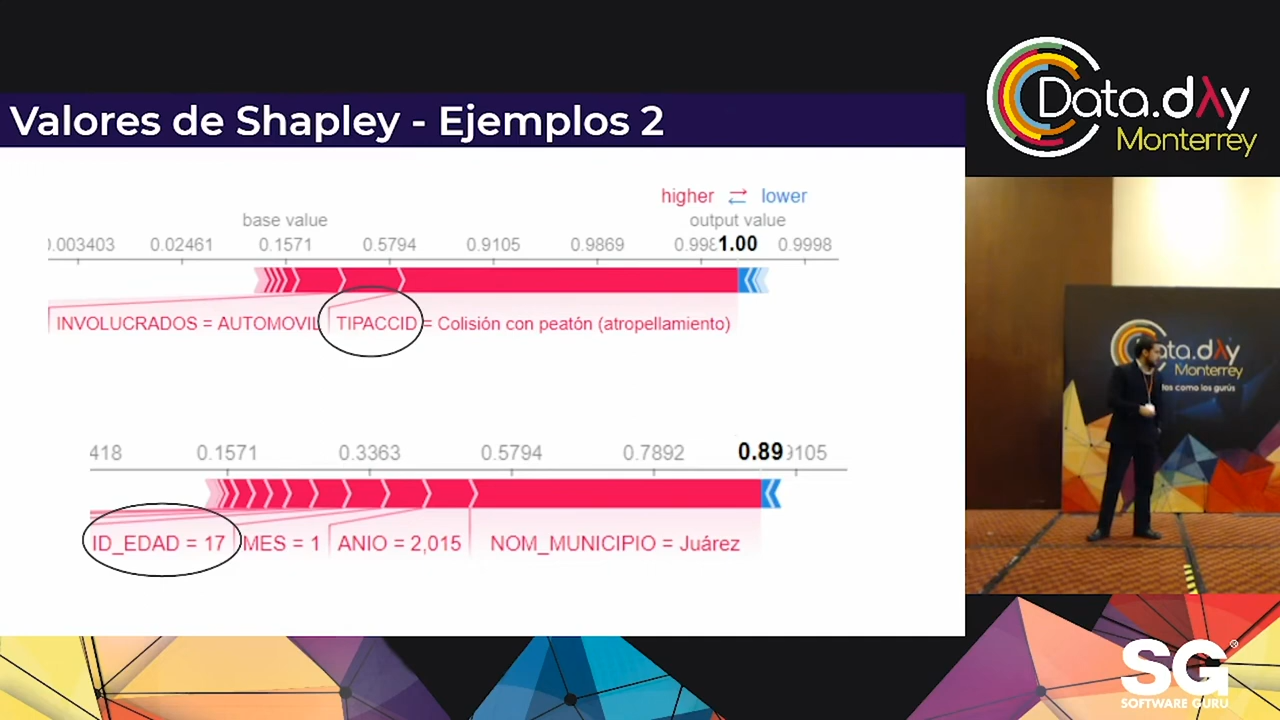 Valores de Shapley - Ejemplos 2
Data.dλy
Monterrey
higher ⇄ lower
base value
output value
0.02461 0.1571 0.5794 0.9105 0.9869 1.00 0.9998
INVOLUCRADOS = AUTOMOVIL TIPACCID = Colisión con peatón (atropellamiento)
418 0.1571 0.3363 0.5794 0.7892 0.89
ID_EDAD = 17 MES = 1 ANIO = 2,015 NOM_MUNICIPIO = Juárez
ata.dλy
Monterrey
SG
SOFTWARE GURU